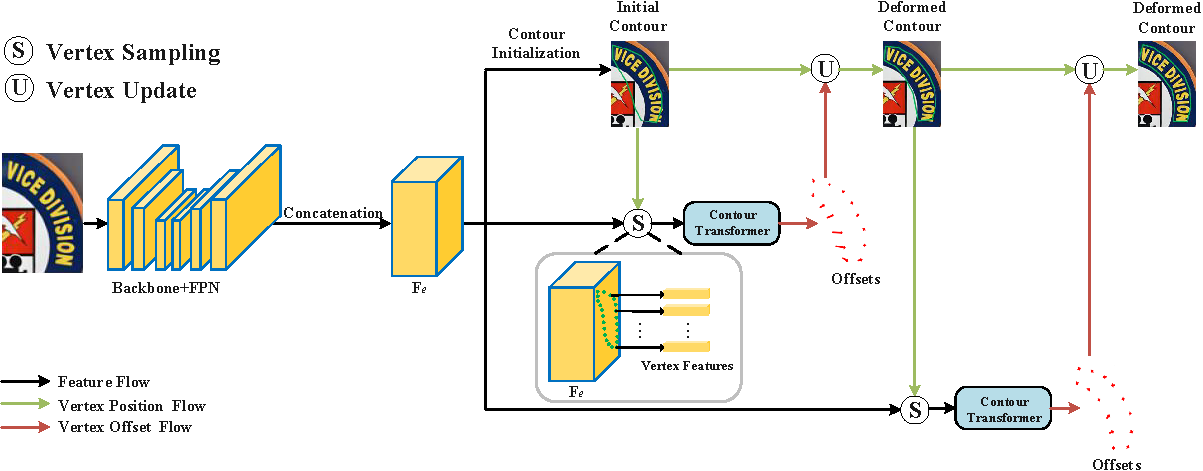 S Vertex Sampling
U Vertex Update
Contour
Initialization
Initial
Contour
VICE DIVISION
U
Deformed
Contour
VICE DIVISION
U
Deformed
Contour
VICE DIVISION
VICE DIVISION
Backbone+FPN
Concatenation
Fe
S
Contour
Transformer
Offsets
Fe
Vertex Features
S
Contour
Transformer
Offsets
Feature Flow
Vertex Position Flow
Vertex Offset Flow